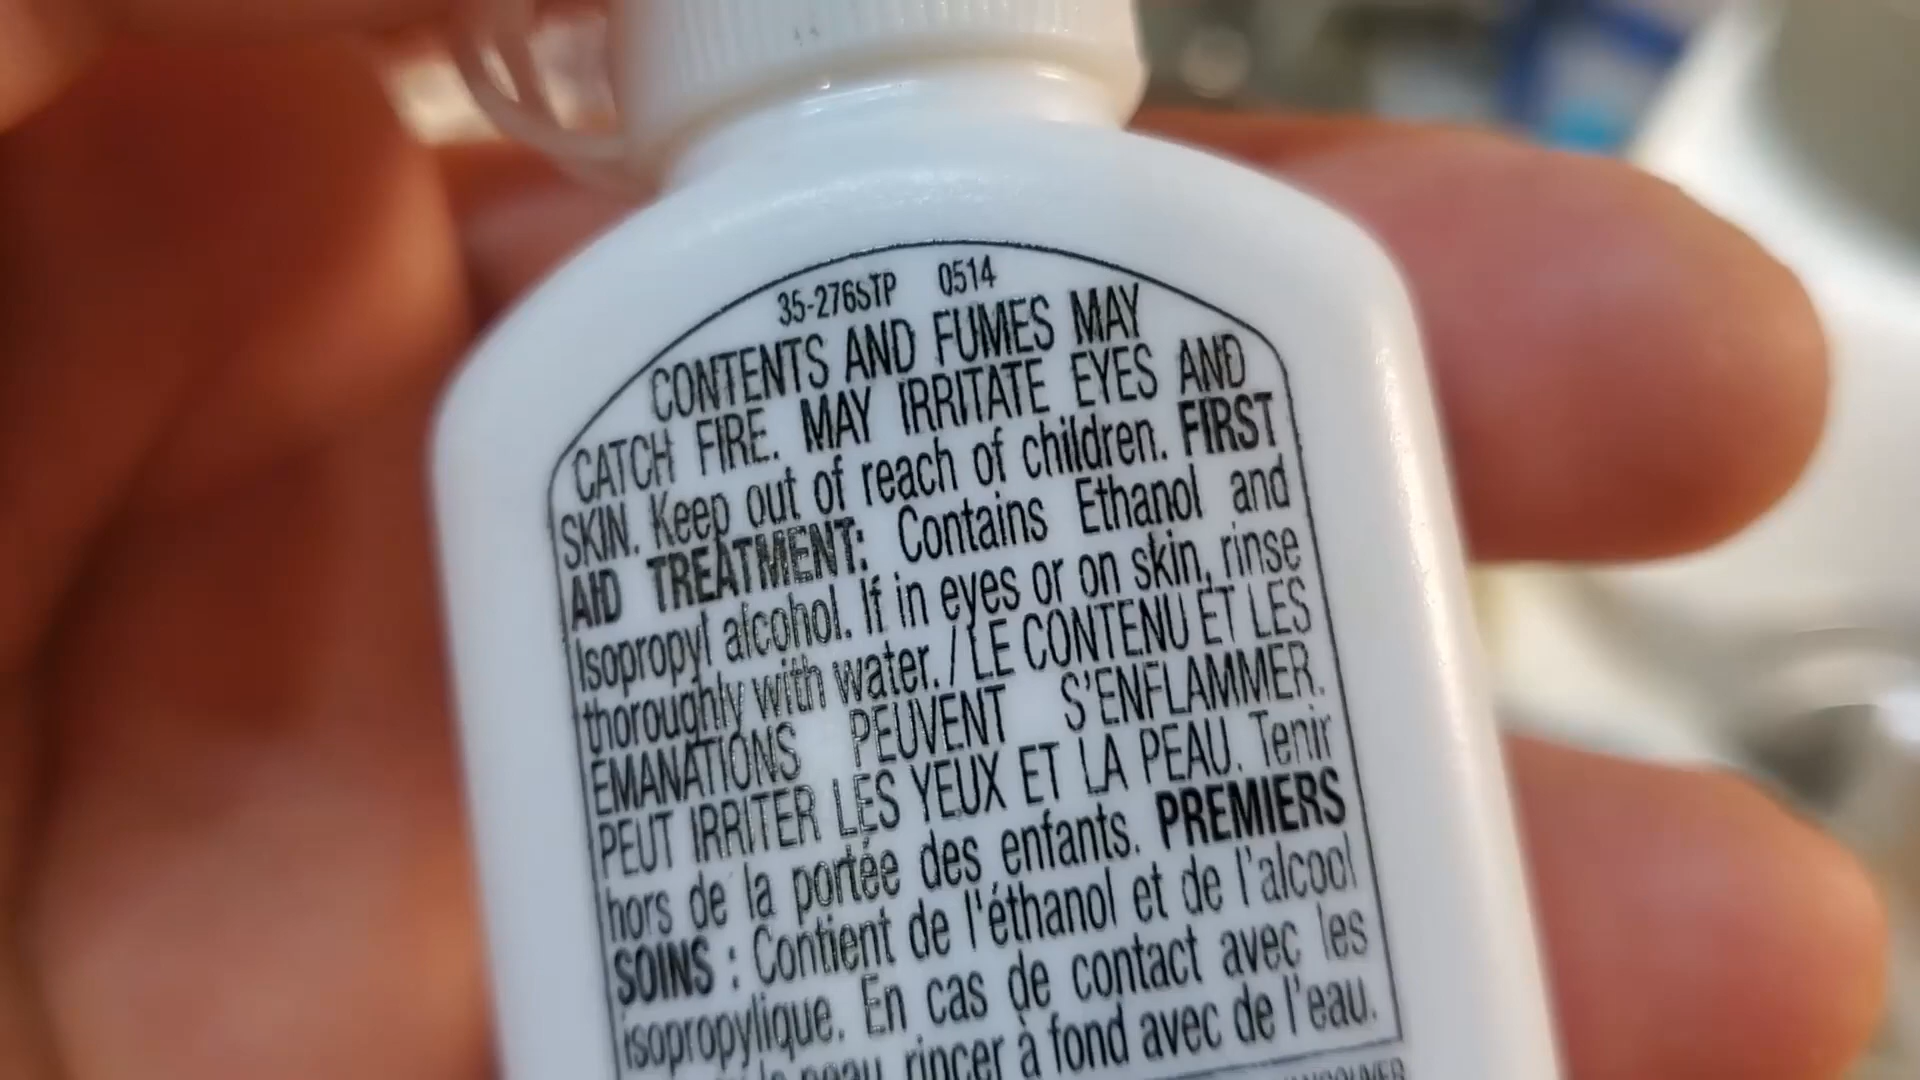 35-276STP 0514
CONTENTS AND FUMES MAY
CATCH FIRE. MAY IRRITATE EYES AND
SKIN. Keep out of reach of children. FIRST
AID TREATMENT: Contains Ethanol and
Isopropyl alcohol. If in eyes or on skin, rinse
thoroughly with water. / LE CONTENU ET LES
EMANATIONS PEUVENT S'ENFLAMMER.
PEUT IRRITER LES YEUX ET LA PEAU. Tenir
hors de la portée des enfants. PREMIERS
SOINS : Contient de l'éthanol et de l'alcool
isopropylique. En cas de contact avec les
la peau, rincer à fond avec de l'eau.